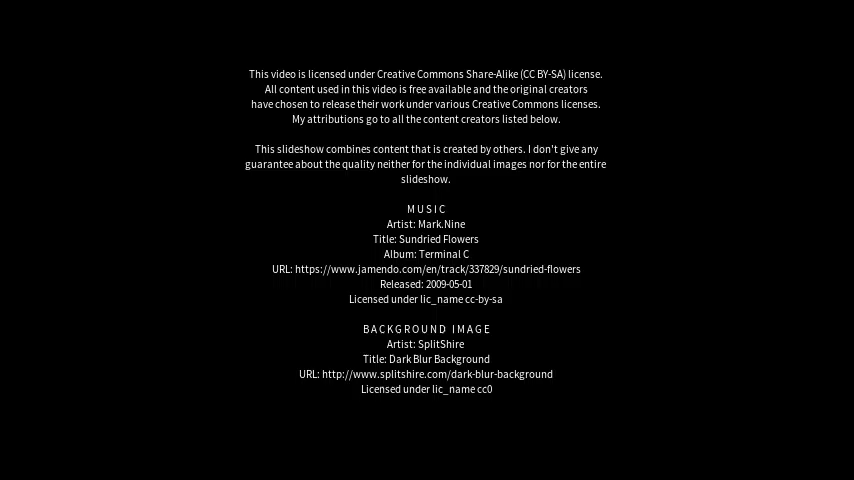 This video is licensed under Creative Commons Share-Alike (CC BY-SA) license.
All content used in this video is free available and the original creators
have chosen to release their work under various Creative Commons licenses.
My attributions go to all the content creators listed below.
This slideshow combines content that is created by others. I don't give any
guarantee about the quality neither for the individual images nor for the entire
slideshow.
MUSIC
Artist: Mark.Nine
Title: Sundried Flowers
Album: Terminal C
URL: https://www.jamendo.com/en/track/337829/sundried-flowers
Released: 2009-05-01
Licensed under lic_name cc-by-sa
BACKGROUND IMAGE
Artist: SplitShire
Title: Dark Blur Background
URL: http://www.splitshire.com/dark-blur-background
Licensed under lic_name cc0